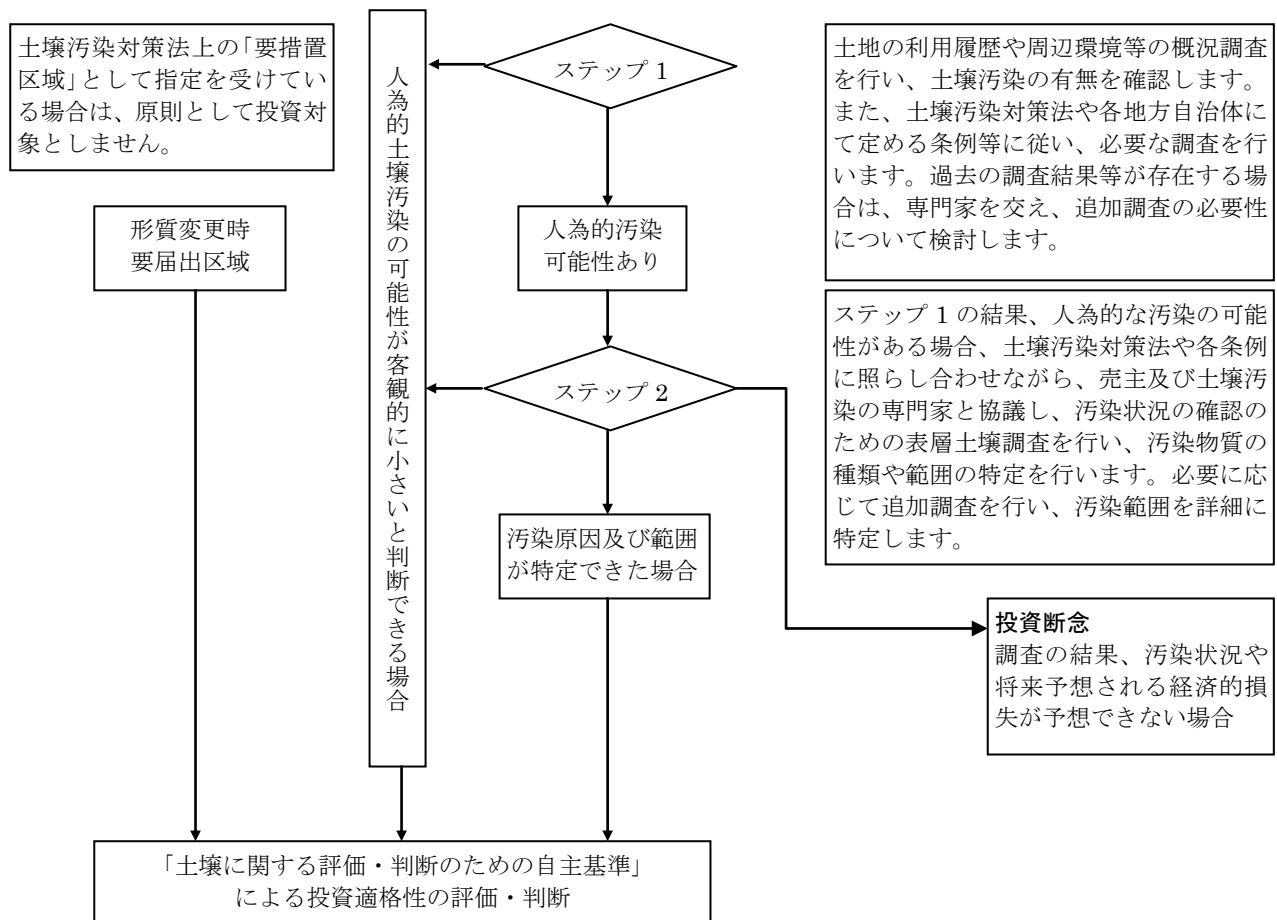 土壌汚染対策法上の「要措置
区域」として指定を受けてい
る場合は、原則として投資対
象としません。
形質変更時
要届出区域
人為的土壌汚染の可能性が客観的に小さいと判断できる場合
ステップ 1
人為的汚染
可能性あり
ステップ 2
汚染原因及び範囲
が特定できた場合
土地の利用履歴や周辺環境等の概況調査
を行い、土壌汚染の有無を確認します。
また、土壌汚染対策法や各地方自治体に
て定める条例等に従い、必要な調査を行
います。過去の調査結果等が存在する場
合は、専門家を交え、追加調査の必要性
について検討します。
ステップ 1 の結果、人為的な汚染の可能
性がある場合、土壌汚染対策法や各条例
に照らし合わせながら、売主及び土壌汚
染の専門家と協議し、汚染状況の確認の
ための表層土壌調査を行い、汚染物質の
種類や範囲の特定を行います。必要に応
じて追加調査を行い、汚染範囲を詳細に
特定します。
投資断念
調査の結果、汚染状況や
将来予想される経済的損
失が予想できない場合
「土壌に関する評価・判断のための自主基準」
による投資適格性の評価・判断